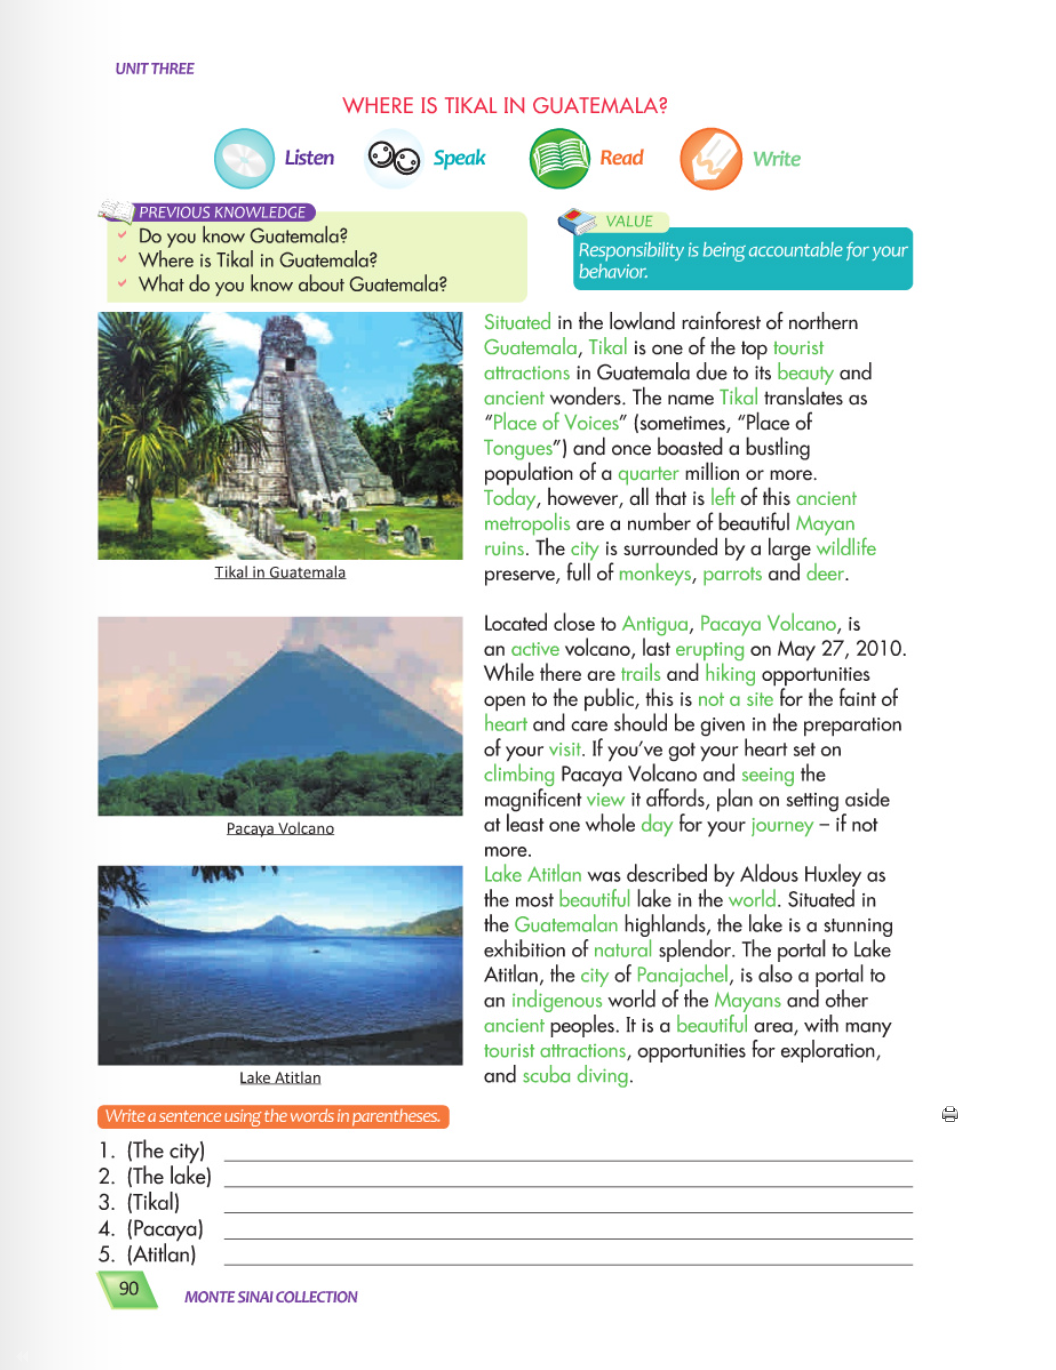 UNIT THREE
WHERE IS TIKAL IN GUATEMALA?
Listen
Speak
Read
Write
PREVIOUS KNOWLEDGE
Do you know Guatemala?
Where is Tikal in Guatemala?
What do you know about Guatemala?
VALUE
Responsibility is being accountable for your
behavior.
Situated in the lowland rainforest of northern
Guatemala, Tikal is one of the top tourist
attractions in Guatemala due to its beauty and
ancient wonders. The name Tikal translates as
“Place of Voices” (sometimes, “Place of
Tongues”) and once boasted a bustling
population of a quarter million or more.
Today, however, all that is left of this ancient
metropolis are a number of beautiful Mayan
ruins. The city is surrounded by a large wildlife
preserve, full of monkeys, parrots and deer.
Tikal in Guatemala
Located close to Antigua, Pacaya Volcano, is
an active volcano, last erupting on May 27, 2010.
While there are trails and hiking opportunities
open to the public, this is not a site for the faint of
heart and care should be given in the preparation
of your visit. If you’ve got your heart set on
climbing Pacaya Volcano and seeing the
magnificent view it affords, plan on setting aside
at least one whole day for your journey – if not
more.
Pacaya Volcano
Lake Atitlan was described by Aldous Huxley as
the most beautiful lake in the world. Situated in
the Guatemalan highlands, the lake is a stunning
exhibition of natural splendor. The portal to Lake
Atitlan, the city of Panajachel, is also a portal to
an indigenous world of the Mayans and other
ancient peoples. It is a beautiful area, with many
tourist attractions, opportunities for exploration,
and scuba diving.
Lake Atitlan
Write a sentence using the words in parentheses.
1. (The city)
2. (The lake)
3. (Tikal)
4. (Pacaya)
5. (Atitlan)
90
MONTE SINAI COLLECTION